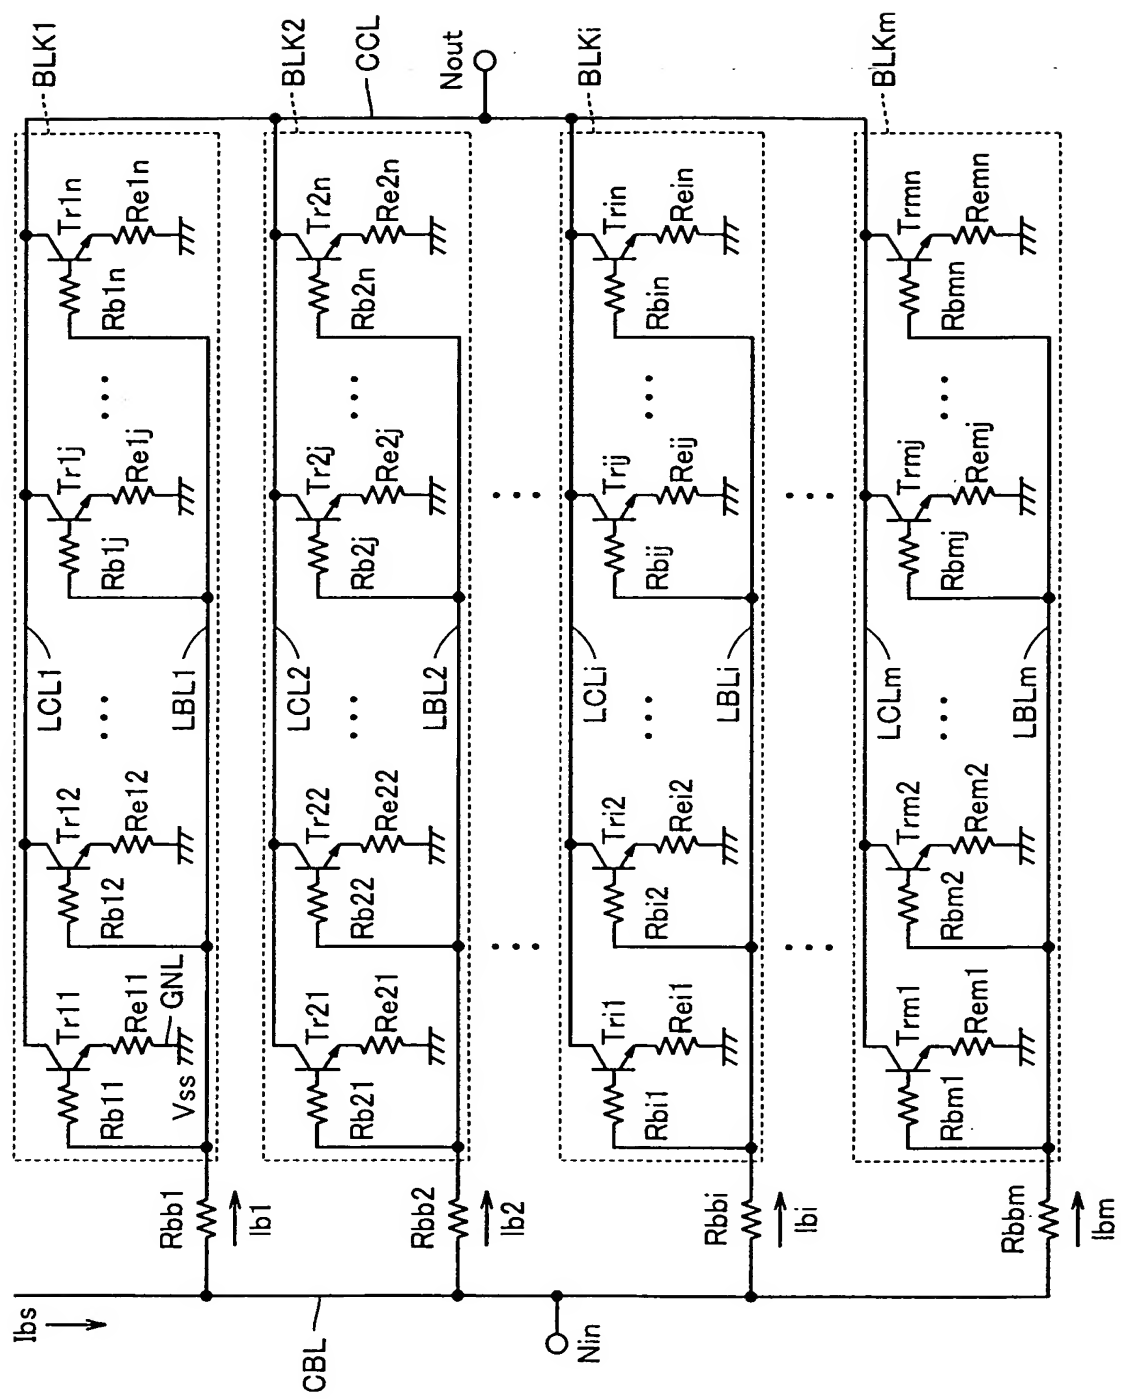 BLK1
BLK2
CCL
Nout
BLKi
BLKm
Tr1n
Re1n
Rb1n
Tr2n
Re2n
Rb2n
Trin
Rein
Rbin
Trmn
Remn
Rbmn
...
...
...
...
Tr1j
Re1j
Rb1j
Tr2j
Re2j
Rb2j
...
Trij
Reij
Rbij
...
Trmj
Remj
Rbmj
LCL1
LBL1
LCL2
LBL2
LCLi
LBLi
LCLm
LBLm
...
...
...
...
Tr12
Re12
Rb12
Tr22
Re22
Rb22
...
Tri2
Rei2
Rbi2
...
Trm2
Rem2
Rbm2
Tr11
Re11
GNL
Rb11
Vss
Tr21
Re21
Rb21
Tri1
Rei1
Rbi1
Trm1
Rem1
Rbm1
Rbb1
Ib1
Rbb2
Ib2
Rbbi
Ibi
Rbbm
Ibm
Ibs
CBL
Nin